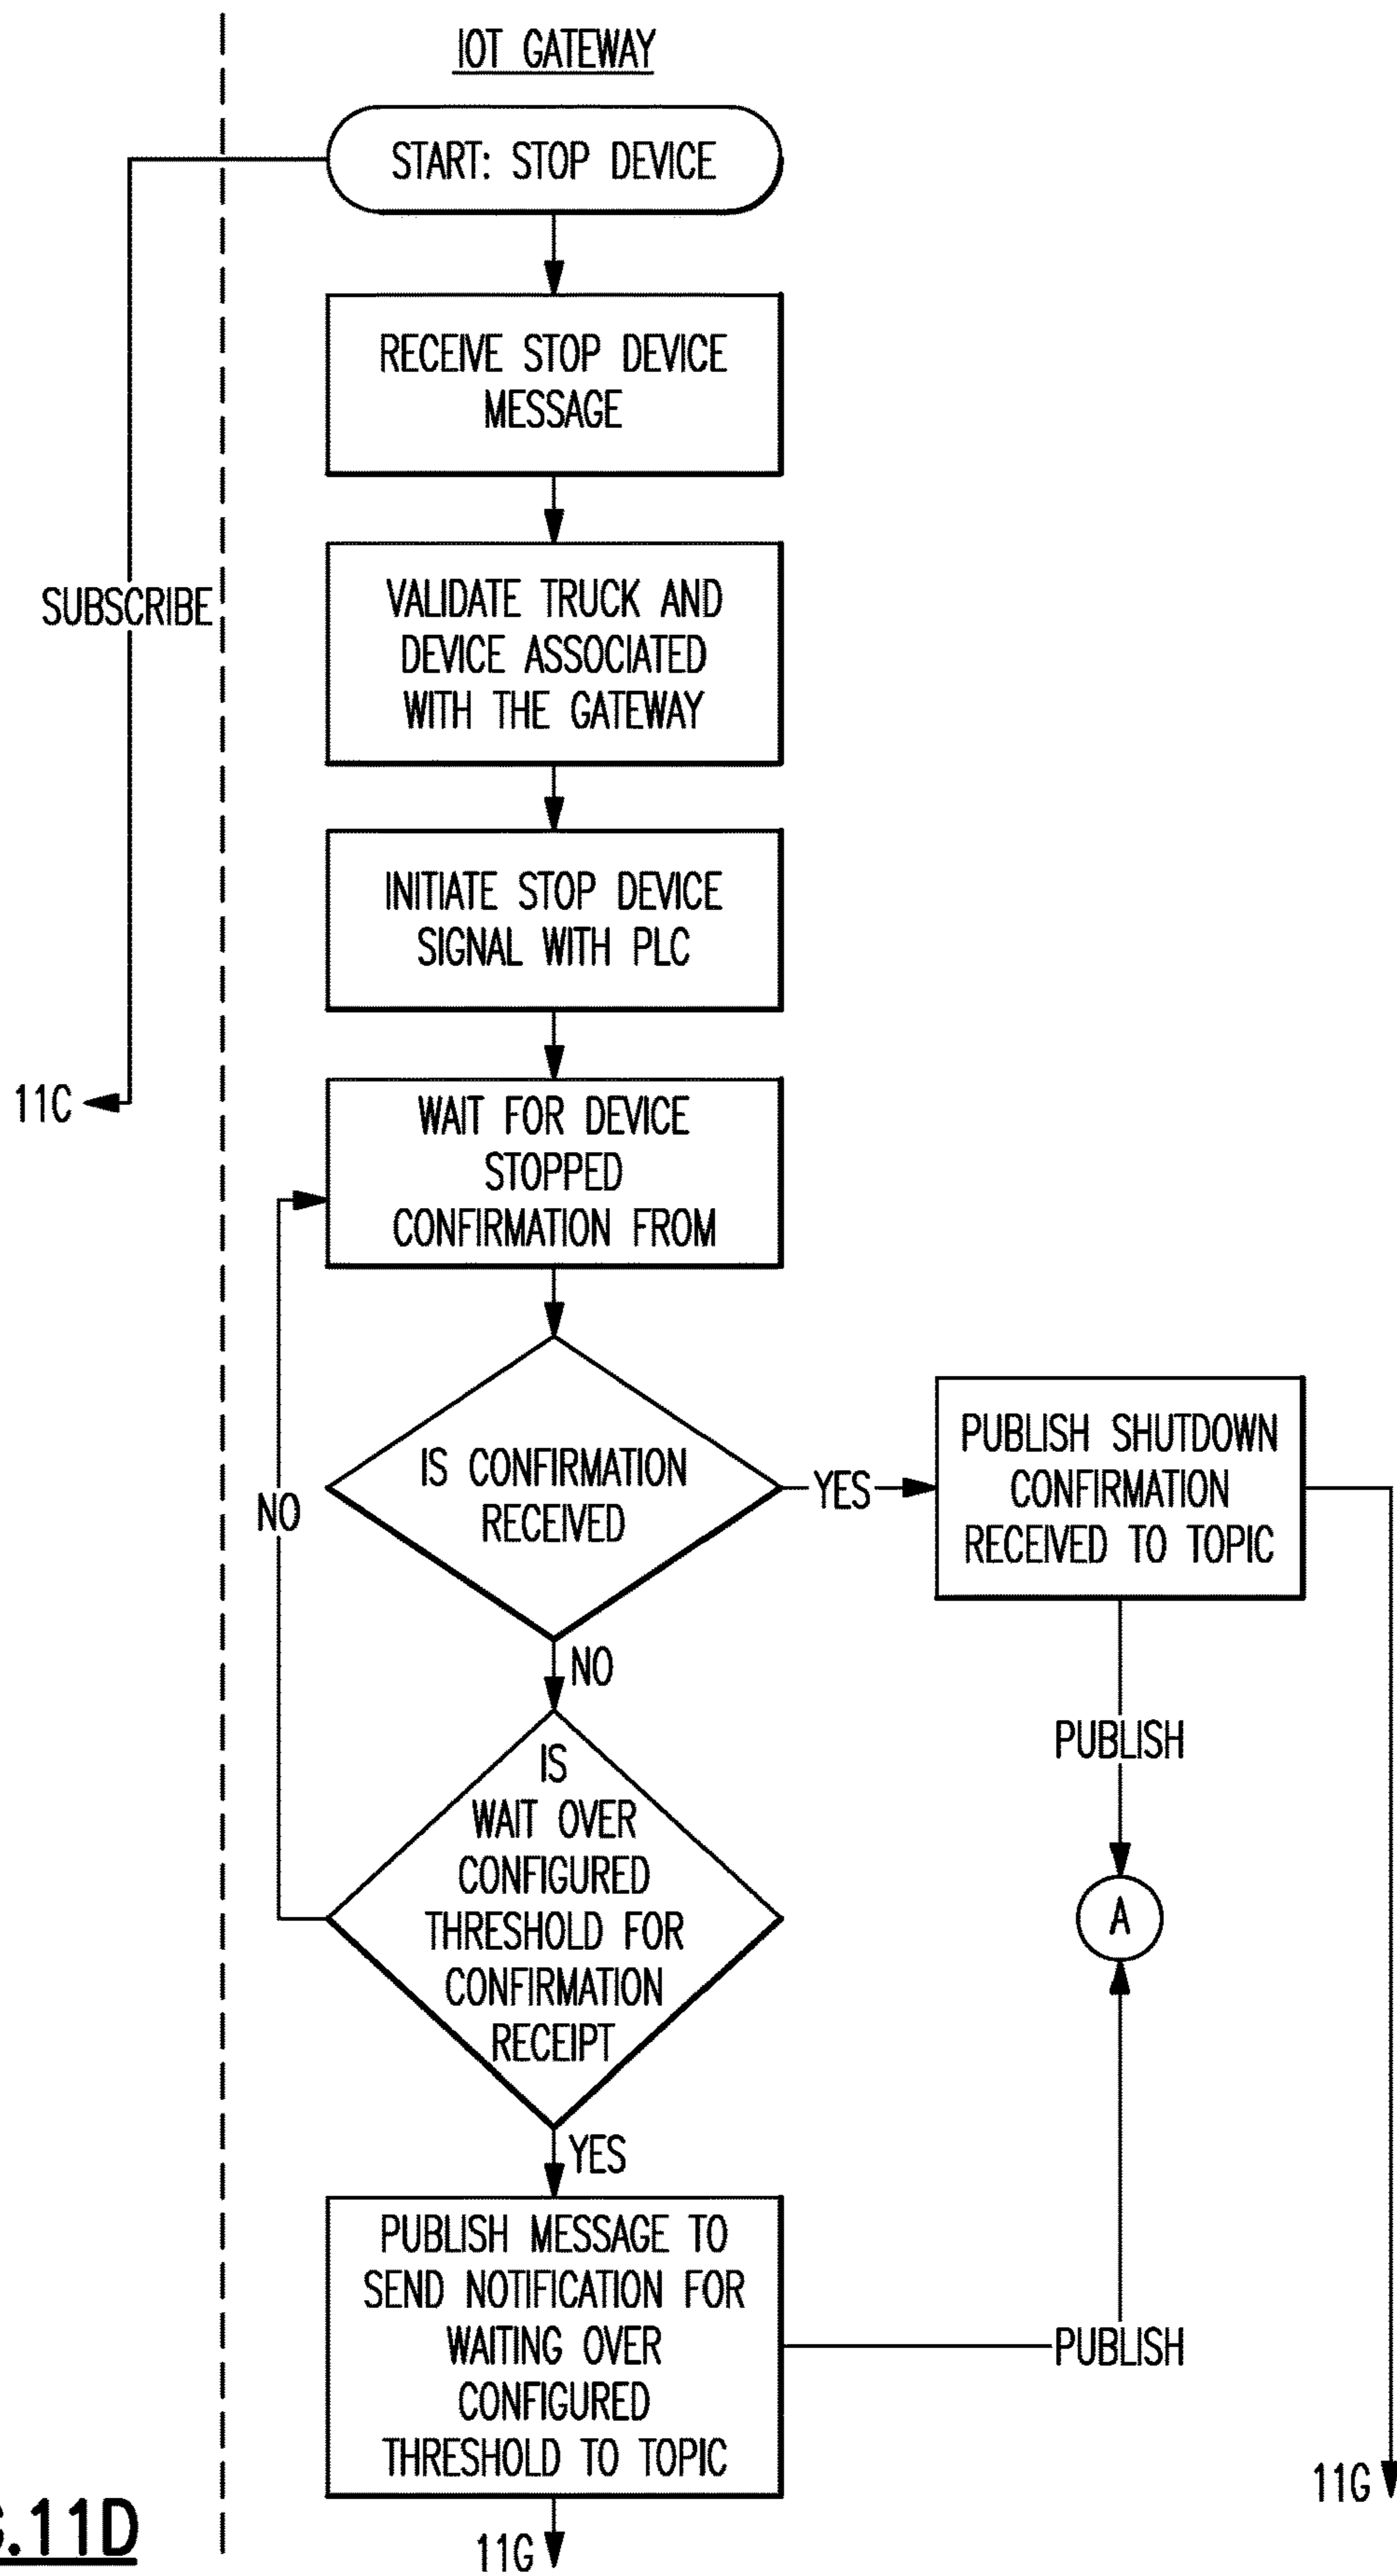 IOT GATEWAY
START: STOP DEVICE
RECEIVE STOP DEVICE
MESSAGE
VALIDATE TRUCK AND
DEVICE ASSOCIATED
WITH THE GATEWAY
SUBSCRIBE
INITIATE STOP DEVICE
SIGNAL WITH PLC
11C
WAIT FOR DEVICE
STOPPED
CONFIRMATION FROM
IS CONFIRMATION
RECEIVED
YES
PUBLISH SHUTDOWN
CONFIRMATION
RECEIVED TO TOPIC
NO
NO
PUBLISH
IS
WAIT OVER
CONFIGURED
THRESHOLD FOR
CONFIRMATION
RECEIPT
A
YES
PUBLISH MESSAGE TO
SEND NOTIFICATION FOR
WAITING OVER
CONFIGURED
THRESHOLD TO TOPIC
PUBLISH
11G
11G
.11D